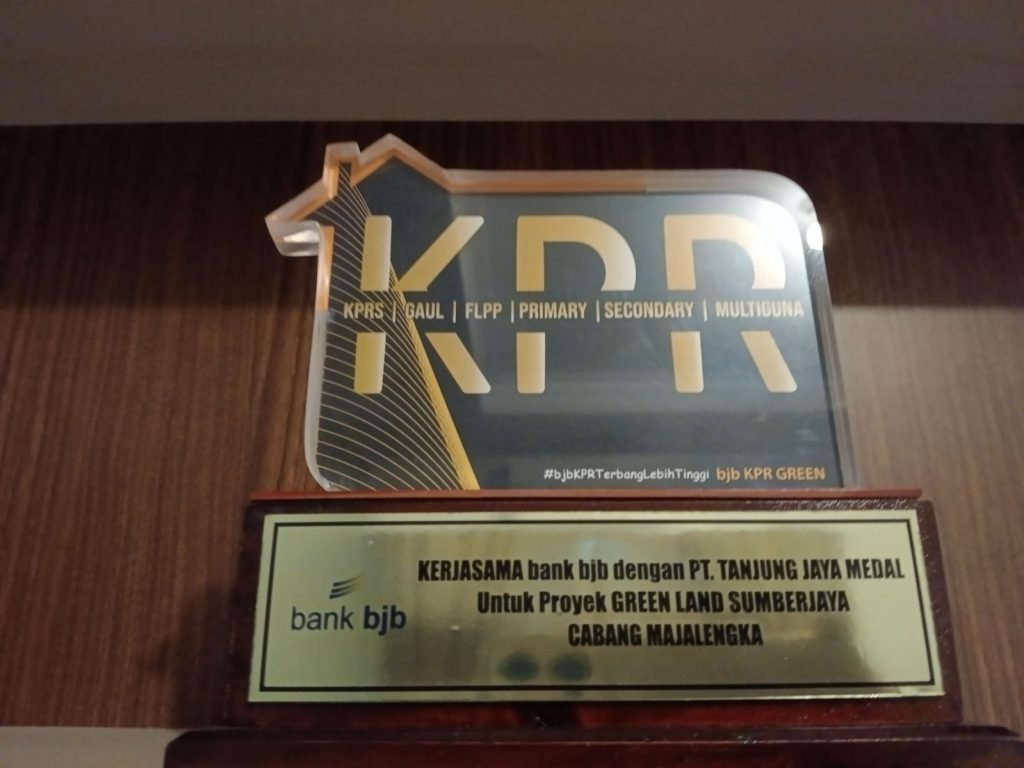 KPR
KPRS | GAUL | FLPP | PRIMARY | SECONDARY | MULTIGUNA
#bjbKPRTerbangLebihTinggi bjb KPR GREEN
bank bjb
KERJASAMA bank bjb dengan PT. TANJUNG JAYA MEDAL
Untuk Proyek GREEN LAND SUMBERJAYA
CABANG MAJALENGKA